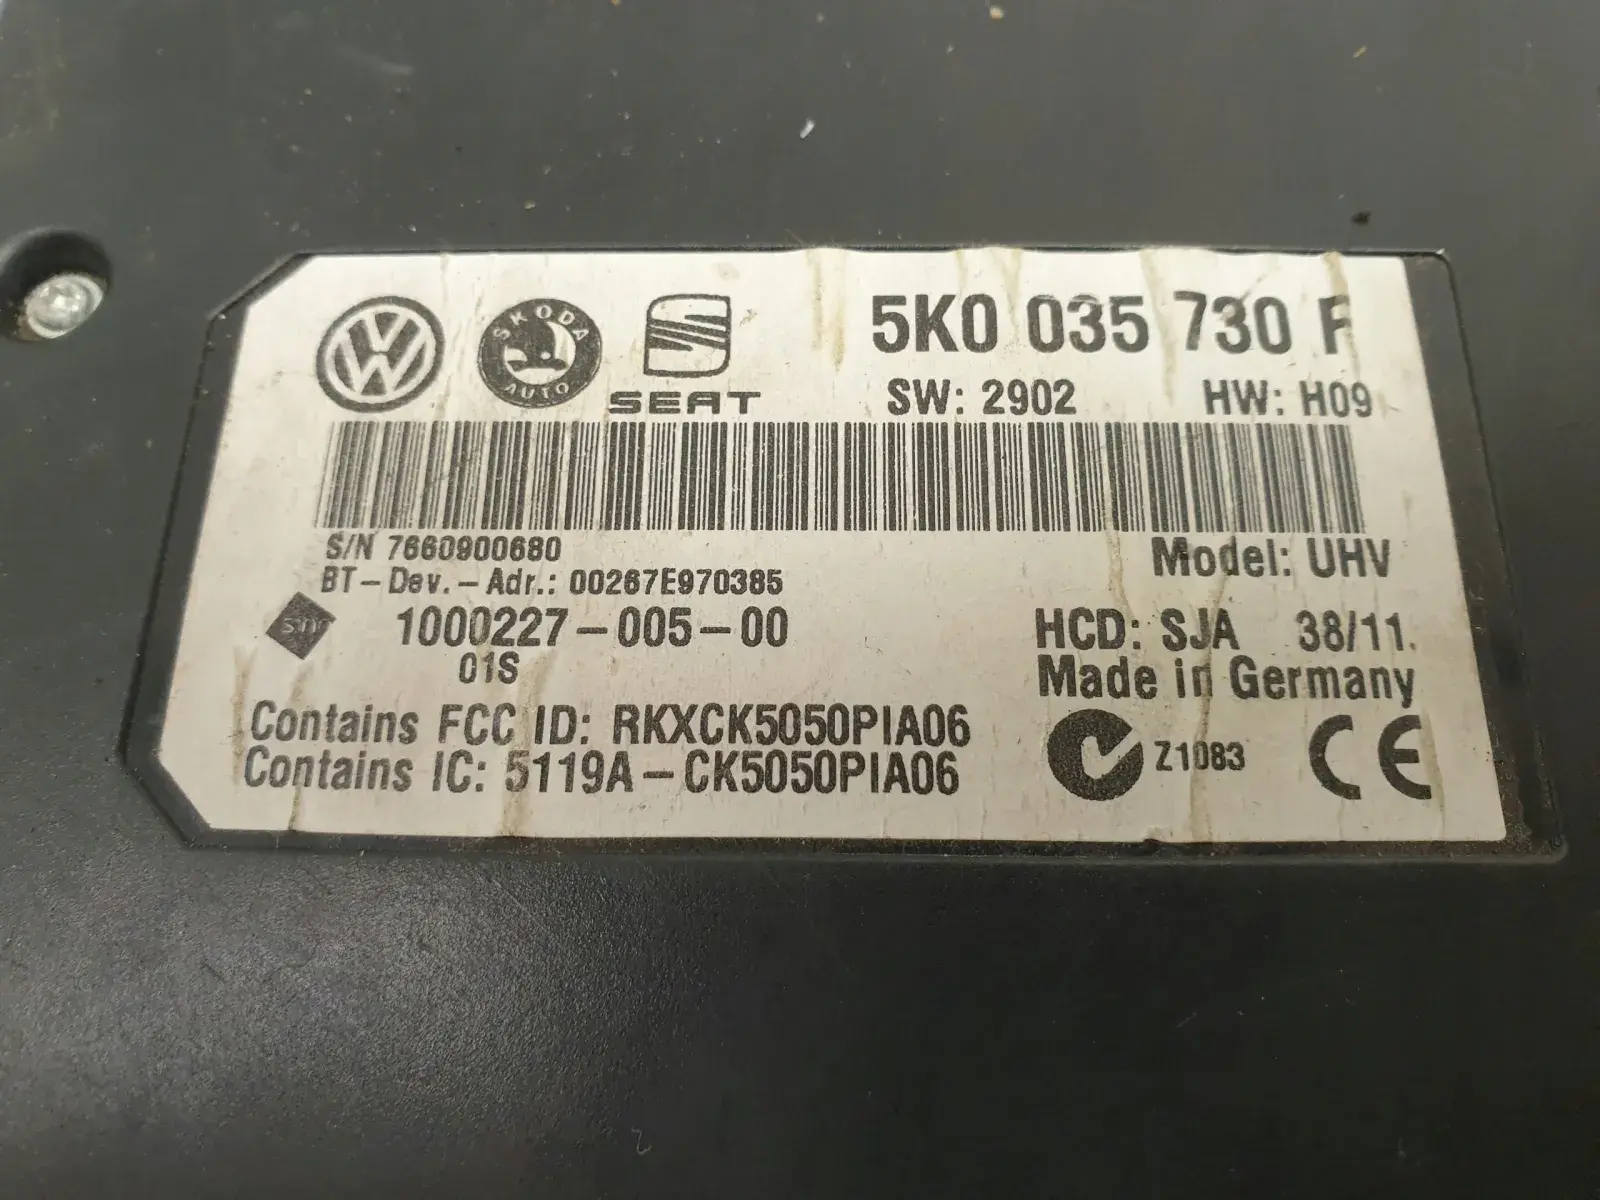 SKODA AUTO
SEAT
5K0 035 730
SW: 2902 HW: H09
S/N 7660900680
BT-Dev.-Adr.: 00267E970385
Model: UHV
1000227-005-00
01S
HCD: SJA 38/11.
Made in Germany
Contains FCC ID: RKXCK5050PIA06
Contains IC: 5119A-CK5050PIA06
Z1083 CE